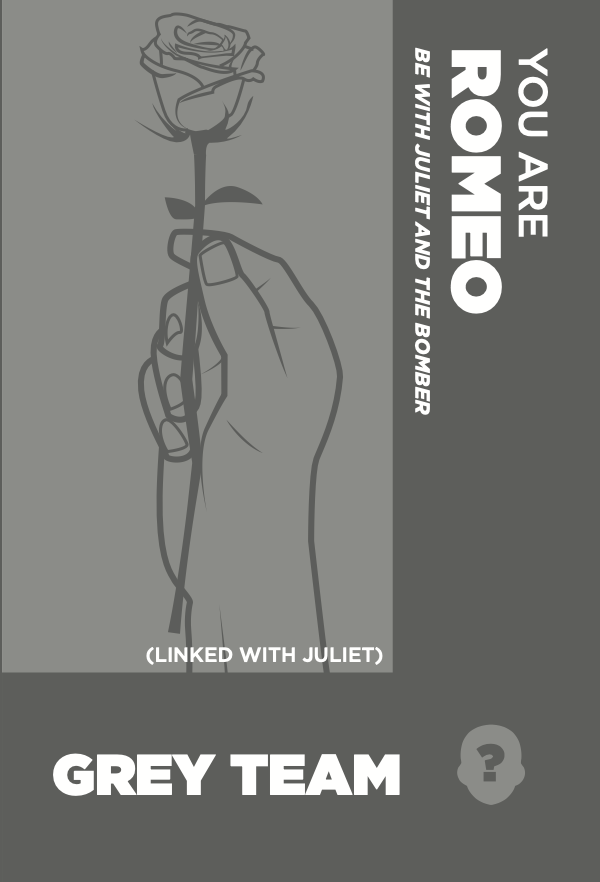 YOU ARE
ROMEO
BE WITH JULIET AND THE BOMBER
(LINKED WITH JULIET)
GREY TEAM
?